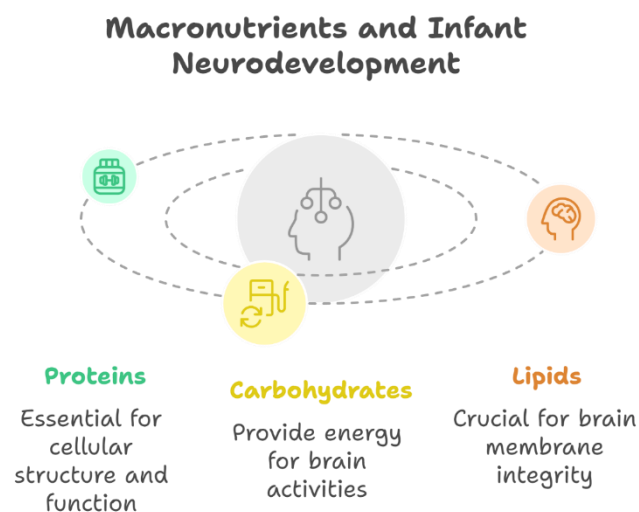 Macronutrients and Infant
Neurodevelopment
Proteins
Essential for
cellular
structure and
function
Carbohydrates
Provide energy
for brain
activities
Lipids
Crucial for brain
membrane
integrity